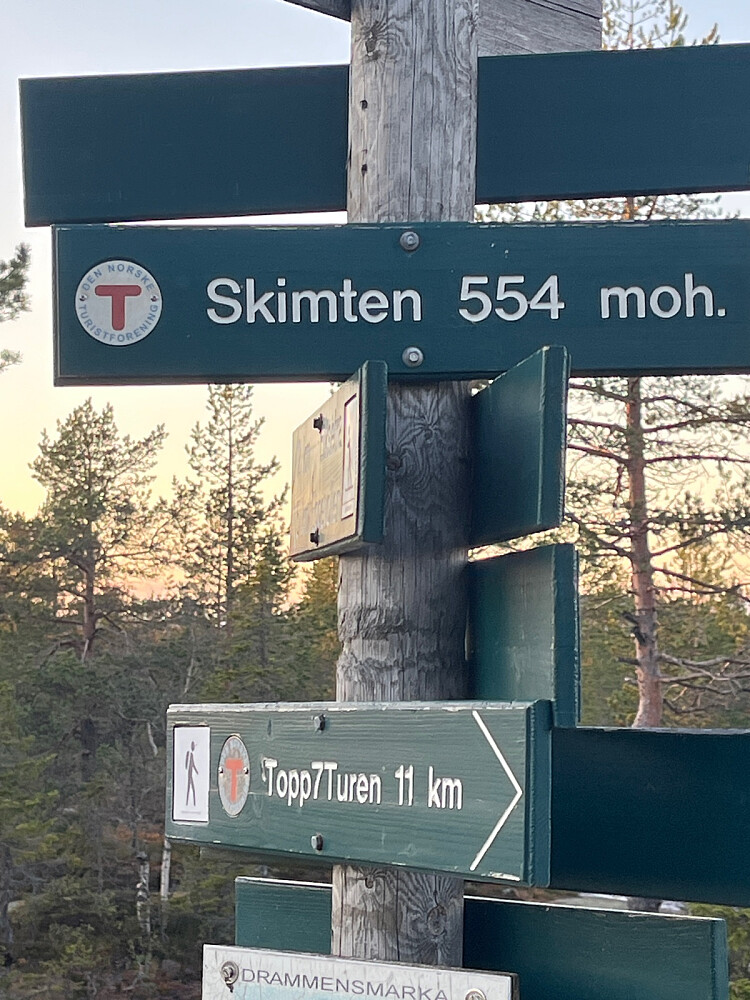 DEN NORSKE
T
TURISTFORENING
Skimten 554 moh.
T
Topp7Turen 11 km
DRAMMENSMARKA